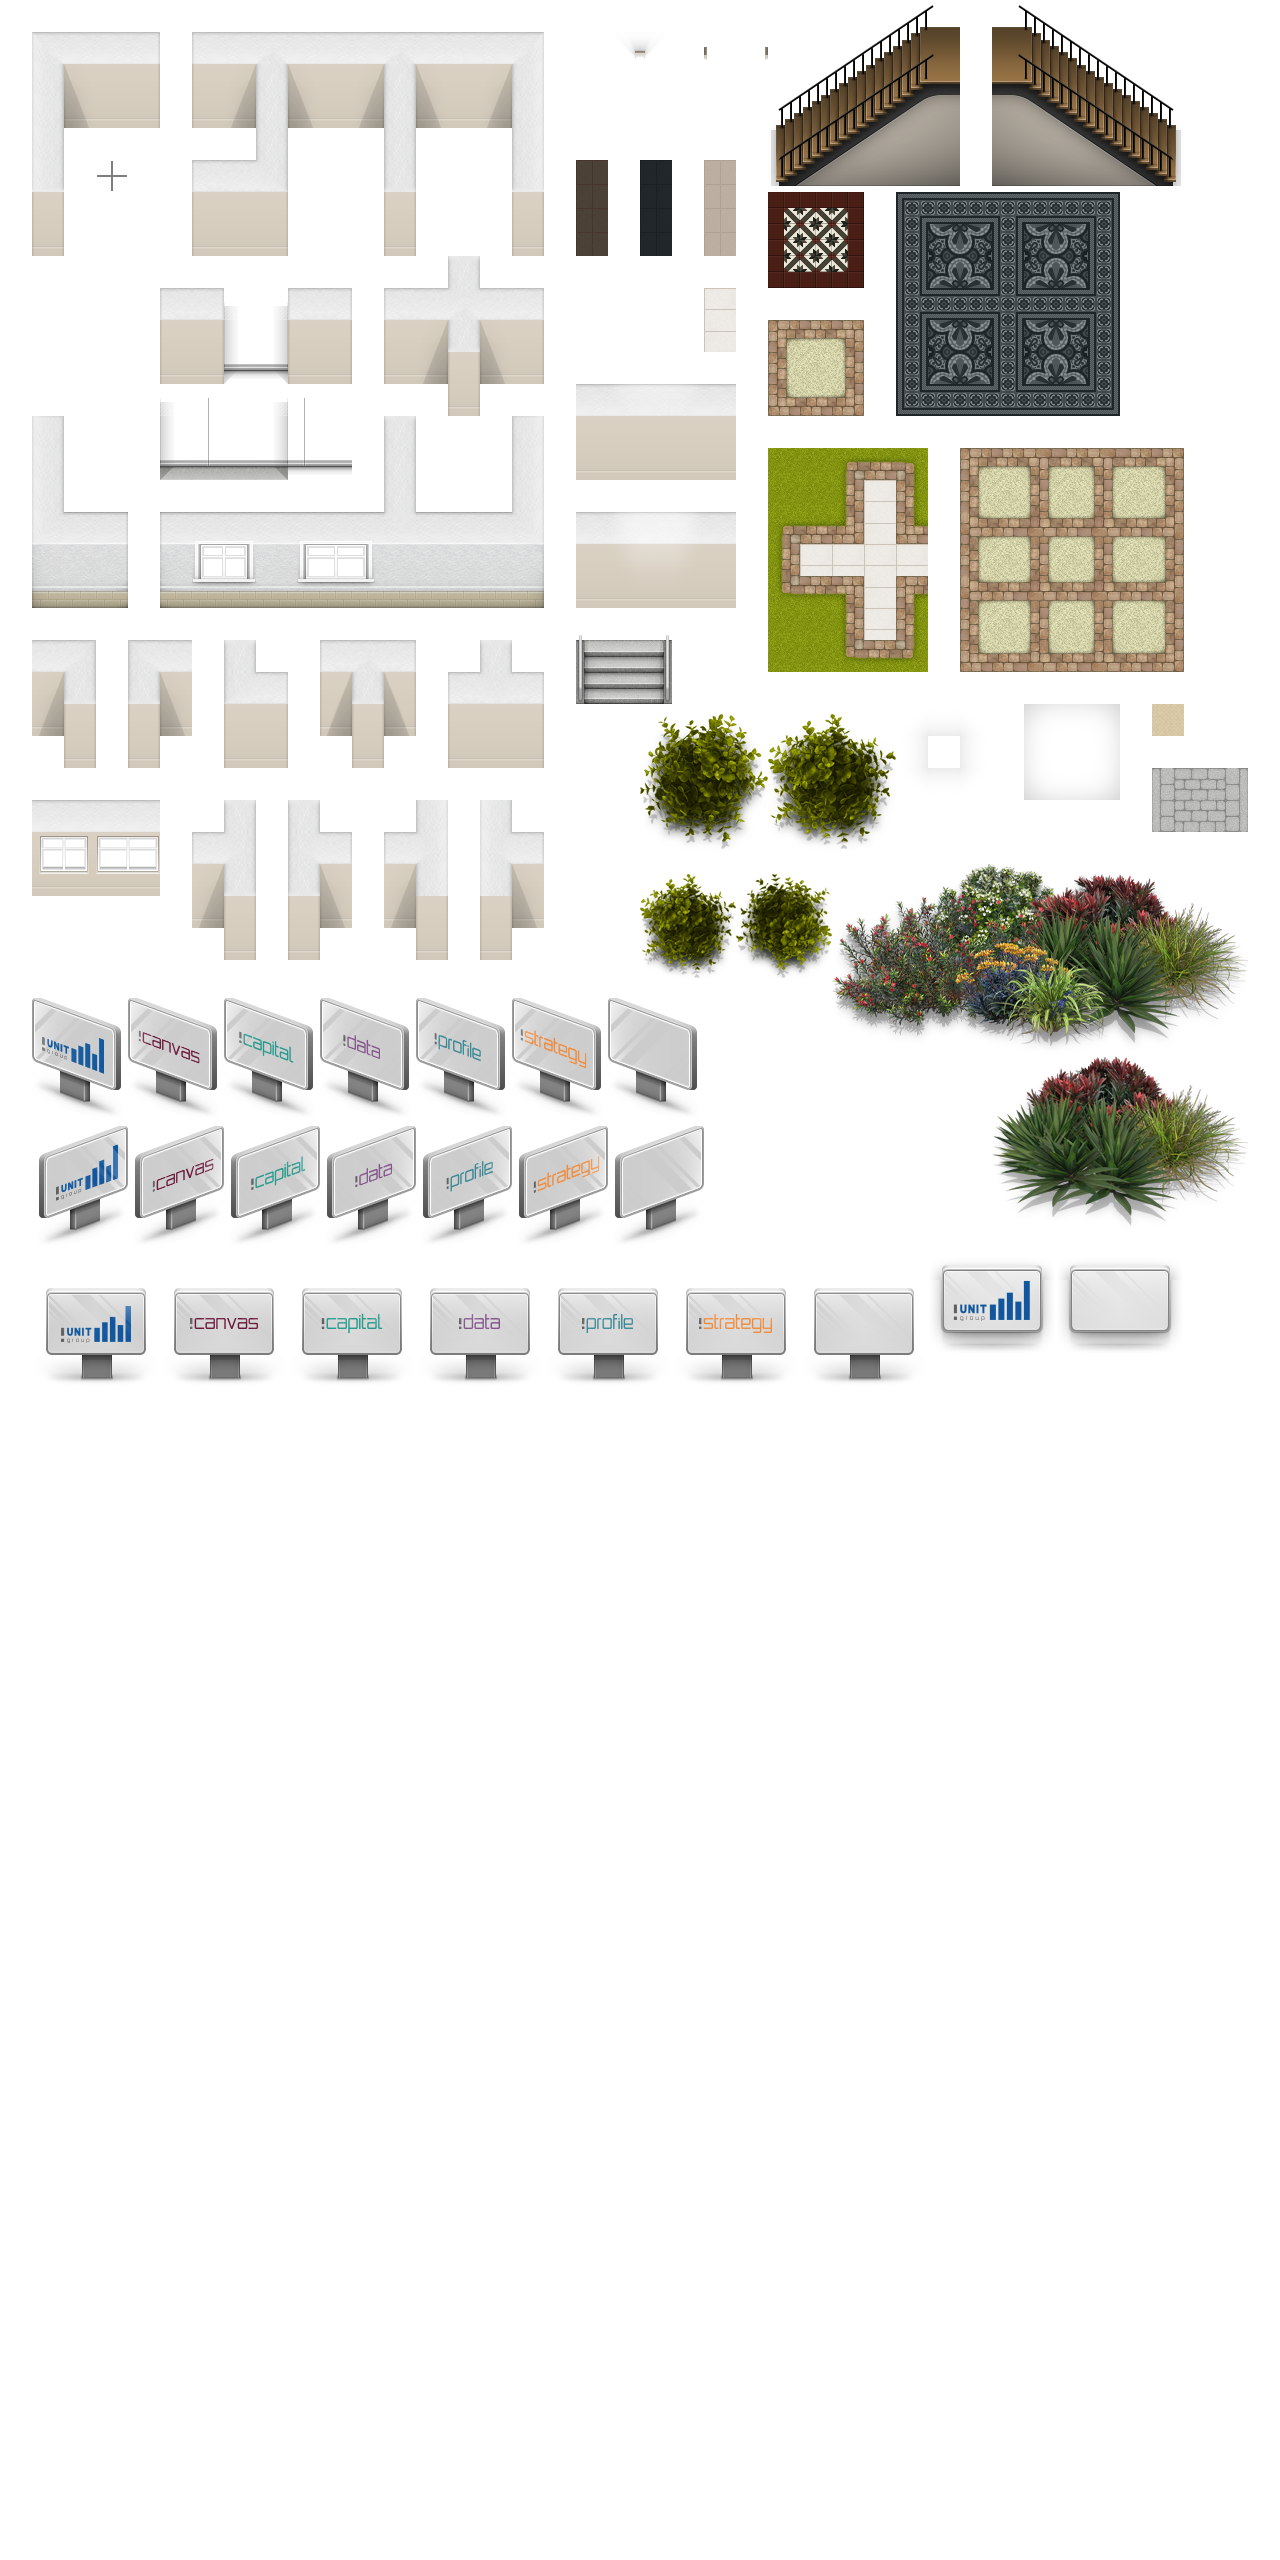 UNIT
group
!canvas
!capital
!data
!profile
!strategy
UNIT
group
!canvas
!capital
!data
!profile
!strategy
UNIT
group
!canvas
!capital
!data
!profile
!strategy
UNIT
group